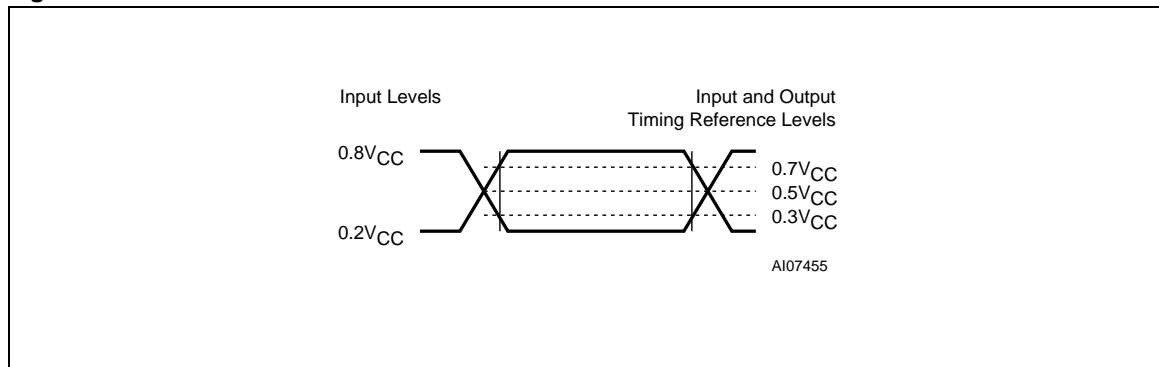 Input Levels
Input and Output
Timing Reference Levels
0.8VCC
0.7VCC
0.5VCC
0.3VCC
0.2VCC
AI07455